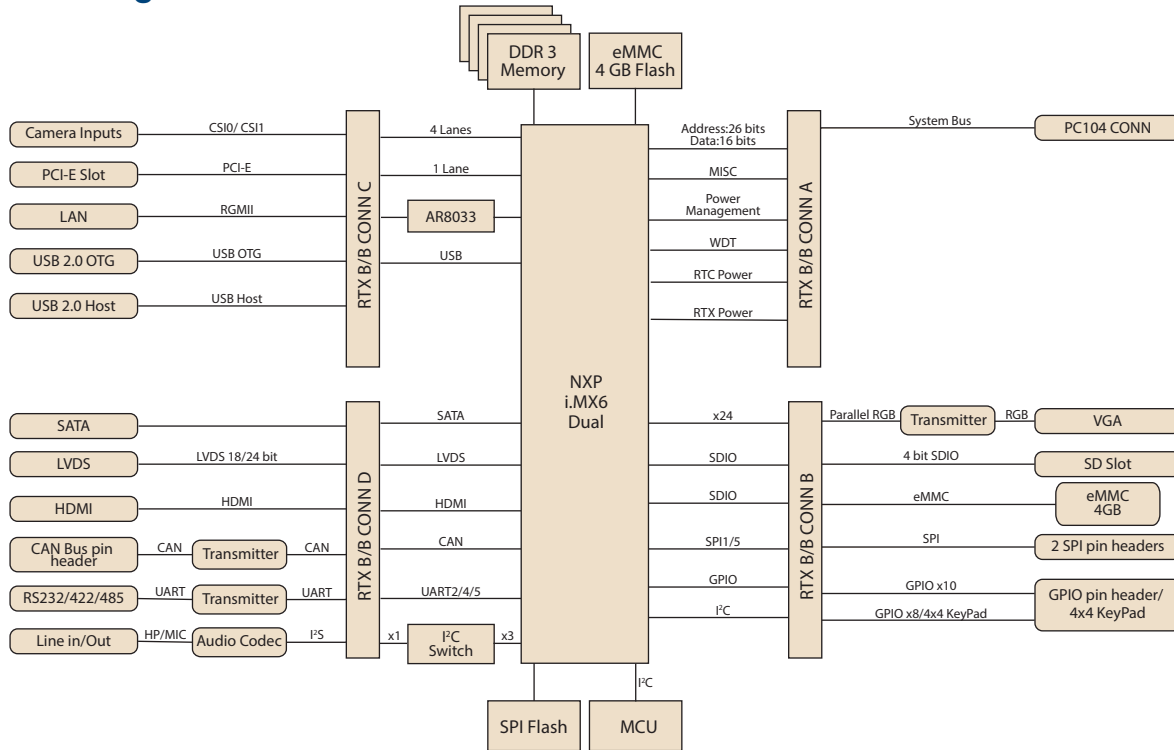 DDR 3
Memory
eMMC
4 GB Flash
Camera Inputs
CSI0/ CSI1
4 Lanes
PCI-E Slot
PCI-E
1 Lane
LAN
RGMII
AR8033
USB 2.0 OTG
USB OTG
USB
USB 2.0 Host
USB Host
RTX B/B CONN C
Address:26 bits
Data:16 bits
MISC
Power
Management
WDT
RTC Power
RTX Power
RTX B/B CONN A
System Bus
PC104 CONN
NXP
i.MX6
Dual
SATA
SATA
LVDS
LVDS 18/24 bit
LVDS
HDMI
HDMI
HDMI
CAN Bus pin
header
CAN
Transmitter
CAN
CAN
RS232/422/485
UART
Transmitter
UART
UART2/4/5
Line in/Out
HP/MIC
Audio Codec
I²S
x1
I²C
Switch
x3
RTX B/B CONN D
x24
SDIO
SDIO
SPI1/5
GPIO
I²C
RTX B/B CONN B
Parallel RGB
Transmitter
RGB
VGA
4 bit SDIO
SD Slot
eMMC
eMMC
4GB
SPI
2 SPI pin headers
GPIO x10
GPIO x8/4x4 KeyPad
GPIO pin header/
4x4 KeyPad
I²C
SPI Flash
MCU